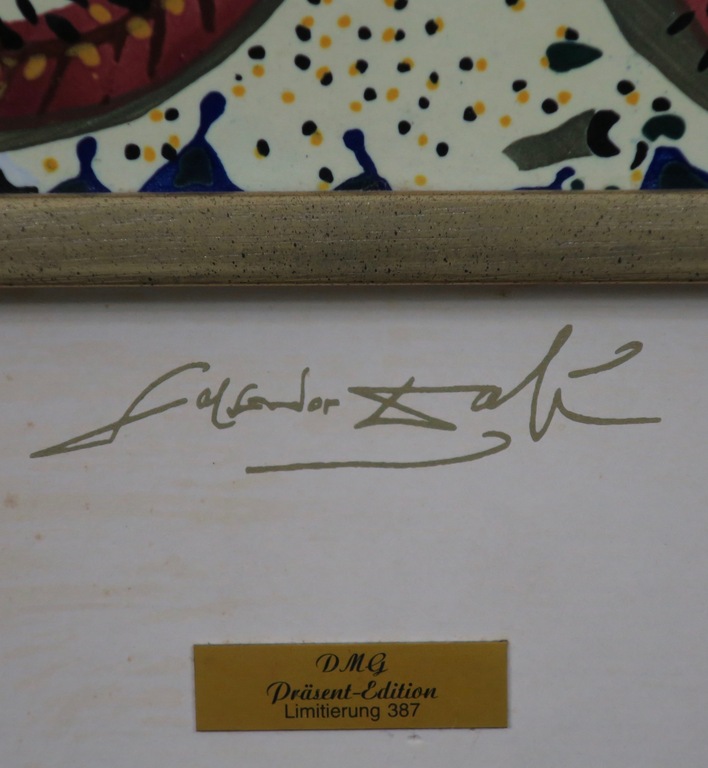 Salvador Dalí
DMG
Präsent-Edition
Limitierung 387